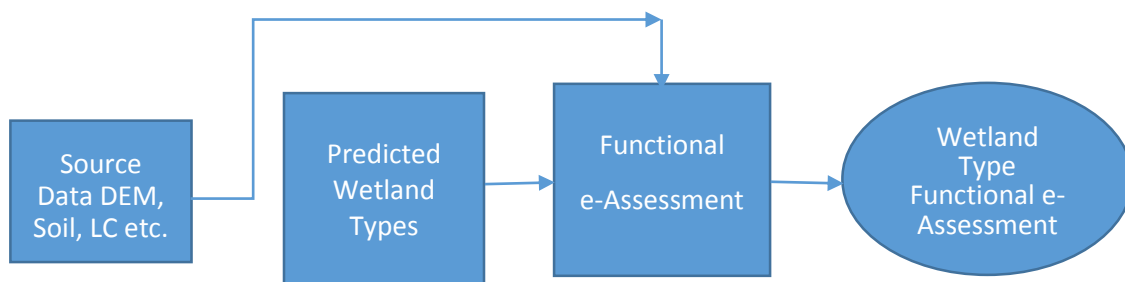 Source
Data DEM,
Soil, LC etc.
Predicted
Wetland
Types
Functional
e-Assessment
Wetland
Type
Functional e-
Assessment